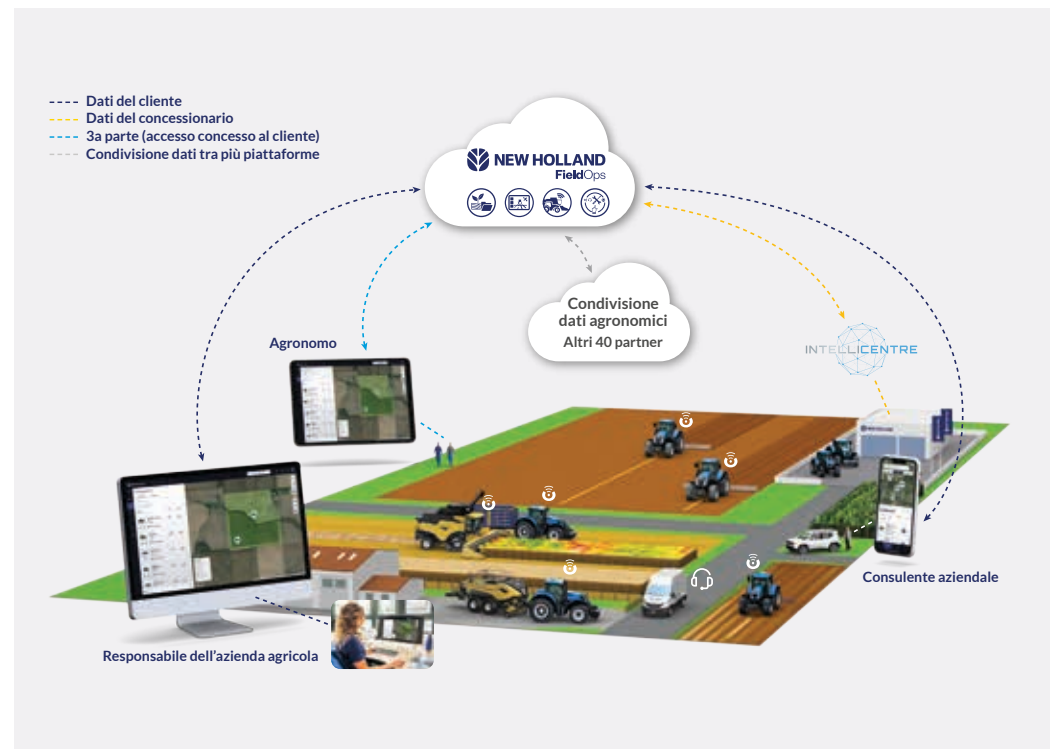 Dati del cliente
Dati del concessionario
3a parte (accesso concesso al cliente)
Condivisione dati tra più piattaforme
NEW HOLLAND
FieldOps
Condivisione
dati agronomici
Altri 40 partner
INTELLICENTRE
Agronomo
Consulente aziendale
Responsabile dell'azienda agricola